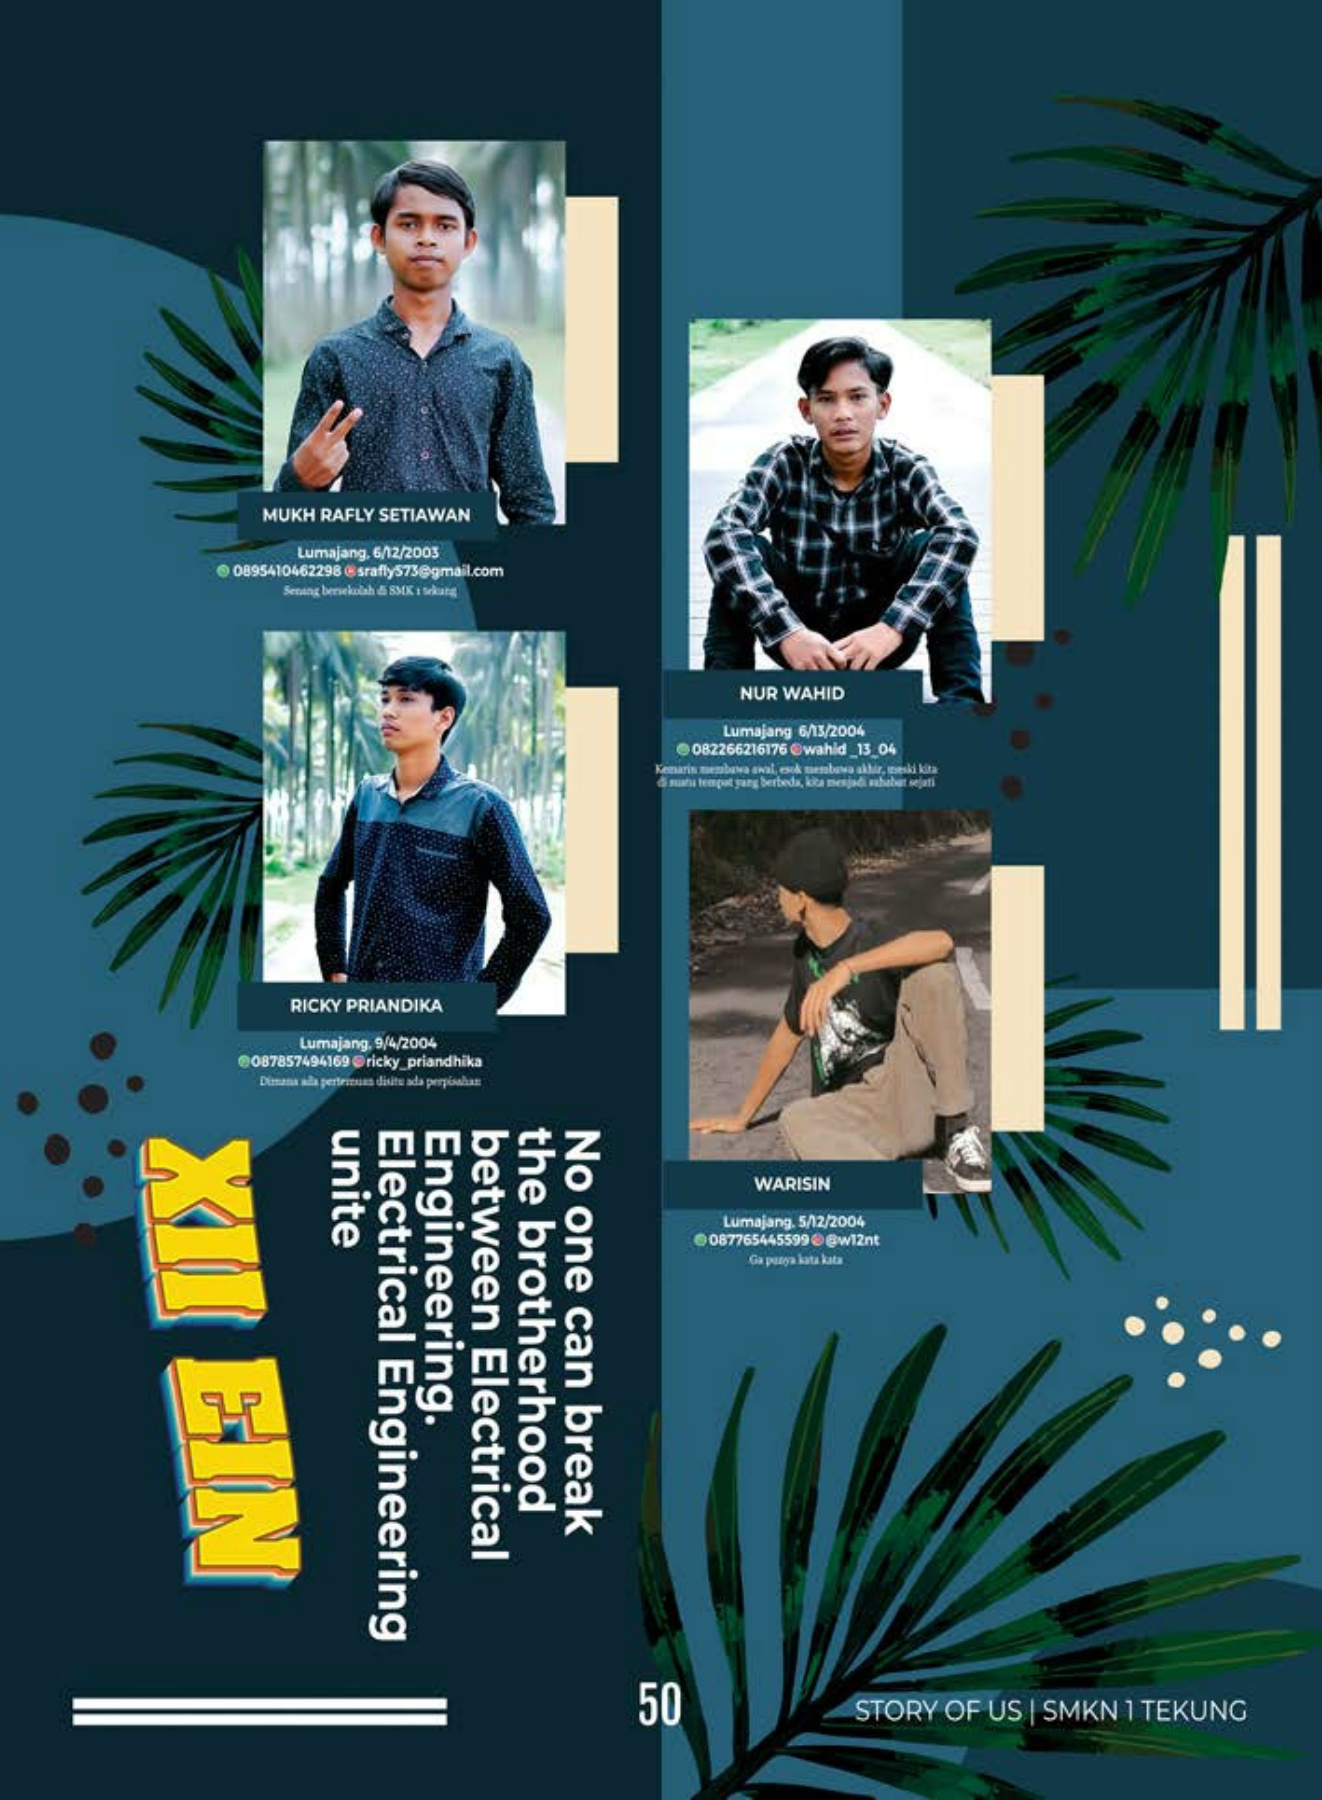 MUKH RAFLY SETIAWAN
Lumajang, 6/12/2003
0895410462298 srafly573@gmail.com
Senang bersekolah di SMK 1 tekung
RICKY PRIANDIKA
Lumajang, 9/4/2004
087857494169 ricky_priandhika
Dimana ada pertemuan disitu ada perpisahan
NUR WAHID
Lumajang 6/13/2004
082266216176 wahid _13_04
Kemarin membawa awal, esok membawa akhir, meski kita
di suatu tempat yang berbeda, kita menjadi sahabat sejati
WARISIN
Lumajang, 5/12/2004
087765445599 @w12nt
Ga punya kata kata
No one can break
the brotherhood
between Electrical
Engineering.
Electrical Engineering
unite
XII EIN
50
STORY OF US | SMKN 1 TEKUNG